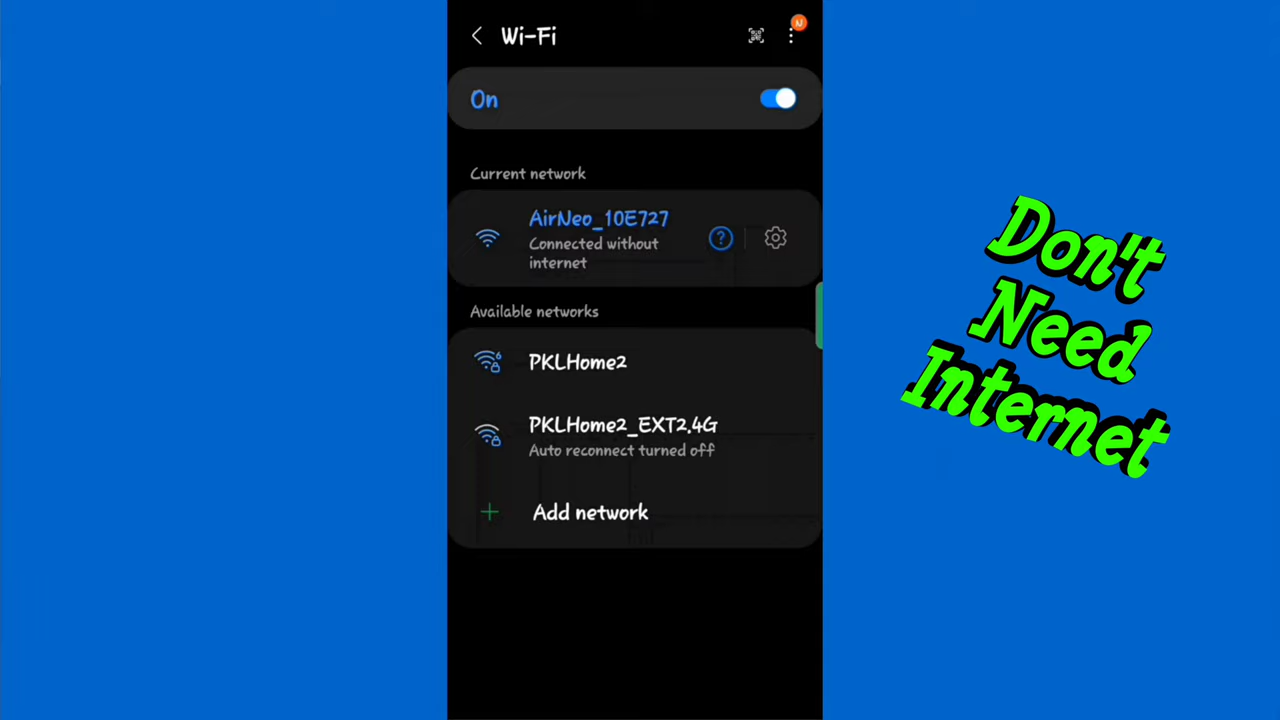 Wi-Fi
N
On
Current network
AirNeo_10E727
Connected without
internet
?
Available networks
6
PKLHome2
PKLHome2_EXT2.4G
Auto reconnect turned off
Add network
Don't
Need
Internet